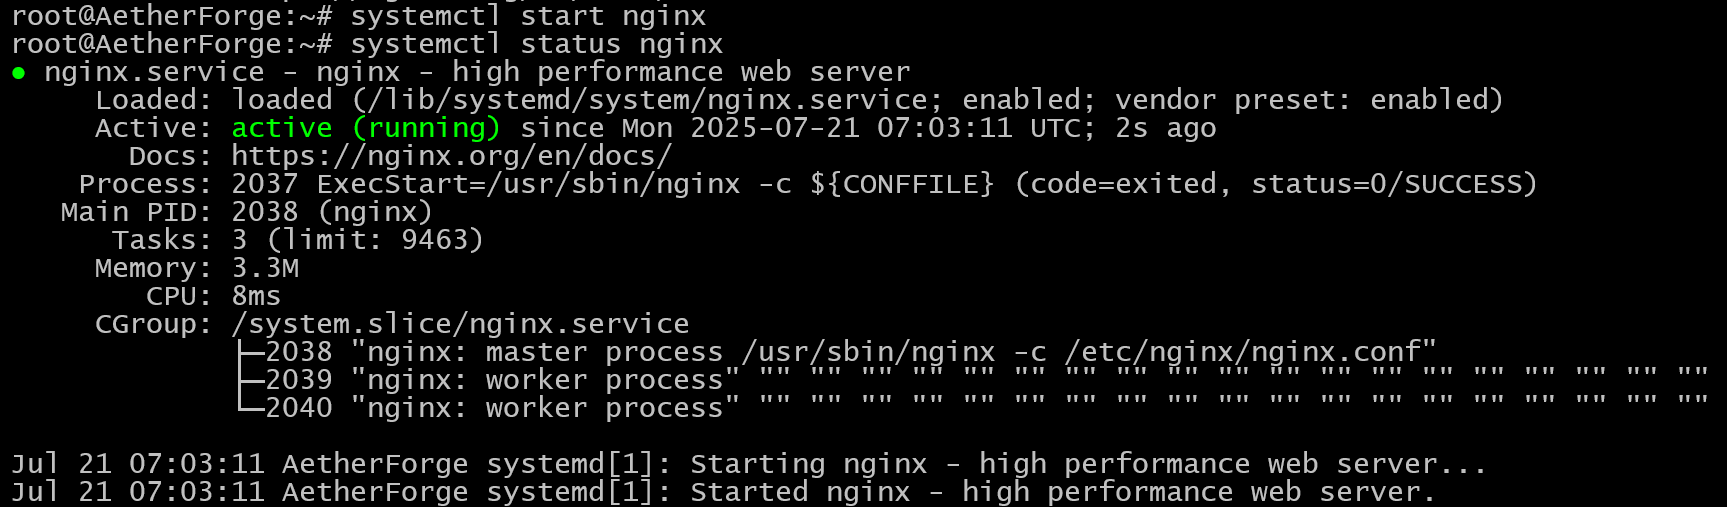 root@AetherForge:~# systemctl start nginx
root@AetherForge:~# systemctl status nginx
● nginx.service - nginx - high performance web server
     Loaded: loaded (/lib/systemd/system/nginx.service; enabled; vendor preset: enabled)
     Active: active (running) since Mon 2025-07-21 07:03:11 UTC; 2s ago
       Docs: https://nginx.org/en/docs/
    Process: 2037 ExecStart=/usr/sbin/nginx -c ${CONFFILE} (code=exited, status=0/SUCCESS)
   Main PID: 2038 (nginx)
      Tasks: 3 (limit: 9463)
     Memory: 3.3M
        CPU: 8ms
     CGroup: /system.slice/nginx.service
             ├─2038 "nginx: master process /usr/sbin/nginx -c /etc/nginx/nginx.conf"
             ├─2039 "nginx: worker process" "" "" "" "" "" "" "" "" "" "" "" "" "" "" "" "" "" "" ""
             └─2040 "nginx: worker process" "" "" "" "" "" "" "" "" "" "" "" "" "" "" "" "" "" "" ""
Jul 21 07:03:11 AetherForge systemd[1]: Starting nginx - high performance web server...
Jul 21 07:03:11 AetherForge systemd[1]: Started nginx - high performance web server.